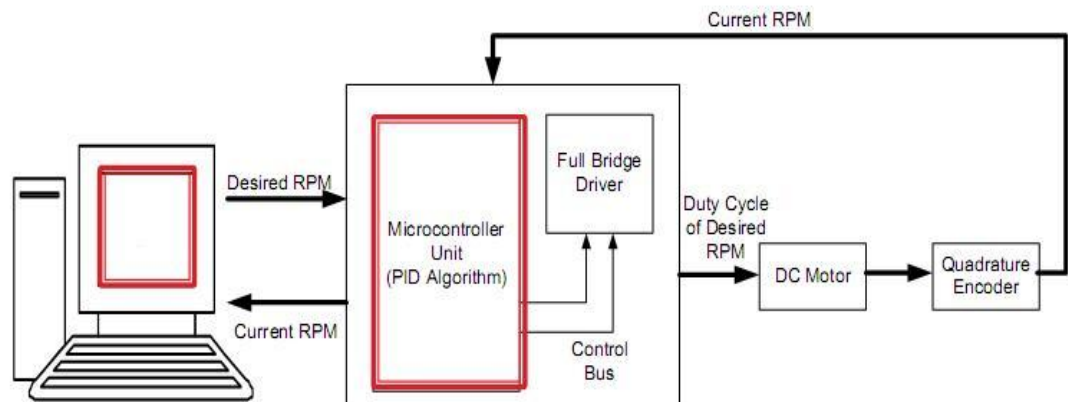 Current RPM
Desired RPM
Current RPM
Microcontroller
Unit
(PID Algorithm)
Full Bridge
Driver
Control
Bus
Duty Cycle
of Desired
RPM
DC Motor
Quadrature
Encoder